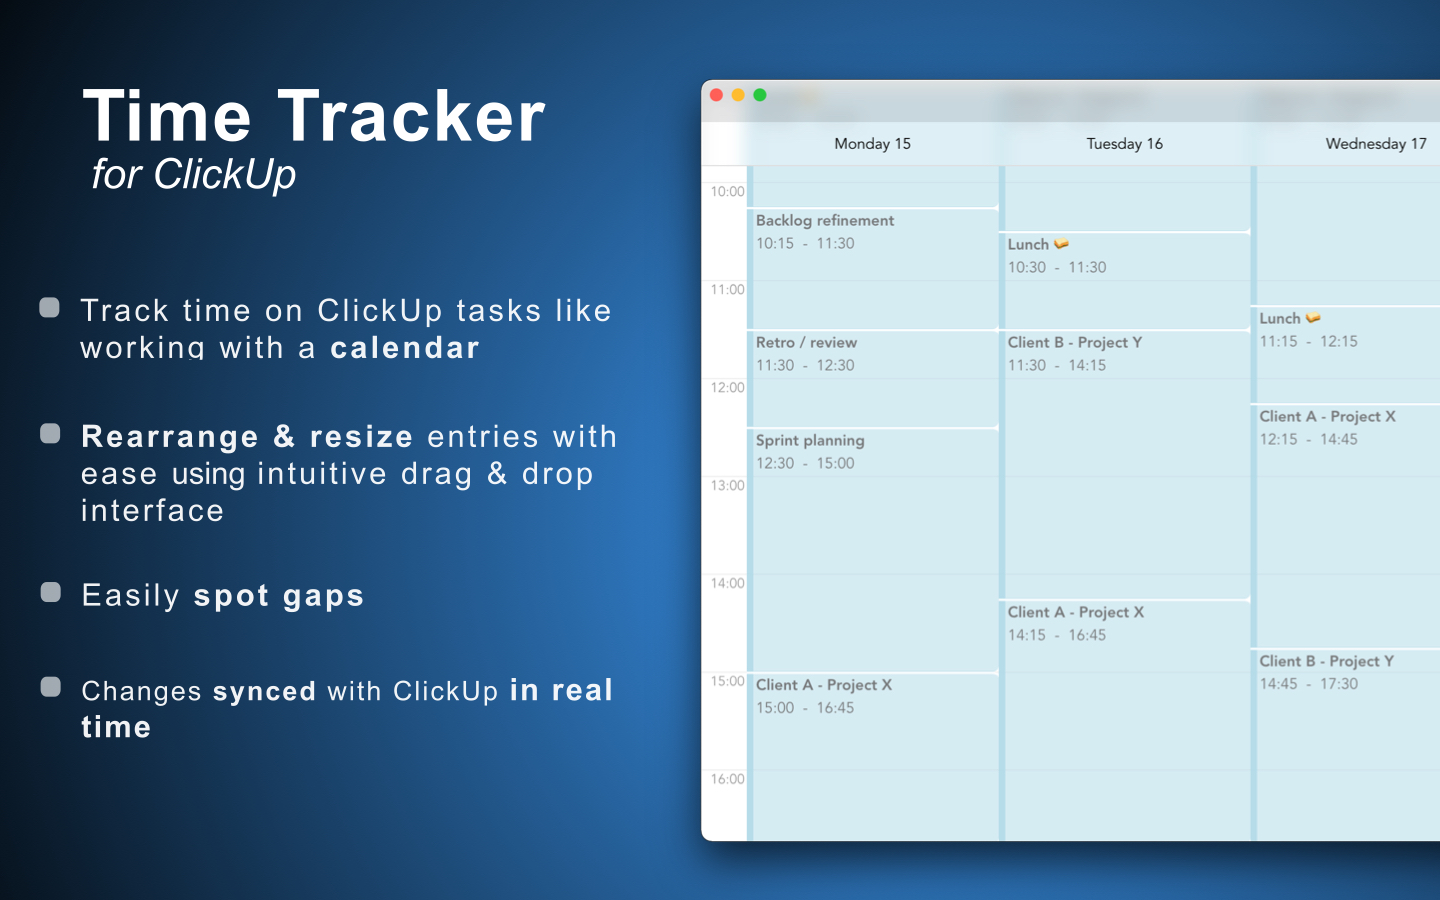 Time Tracker
for ClickUp
Track time on ClickUp tasks like
working with a calendar
Rearrange & resize entries with
ease using intuitive drag & drop
interface
Easily spot gaps
Changes synced with ClickUp in real
time
Monday 15
Tuesday 16
Wednesday 17
10:00
11:00
12:00
13:00
14:00
15:00
16:00
Backlog refinement
10:15 - 11:30
Retro / review
11:30 - 12:30
Sprint planning
12:30 - 15:00
Client A - Project X
15:00 - 16:45
Lunch
10:30 - 11:30
Client B - Project Y
11:30 - 14:15
Client A - Project X
14:15 - 16:45
Lunch
11:15 - 12:15
Client A - Project X
12:15 - 14:45
Client B - Project Y
14:45 - 17:30